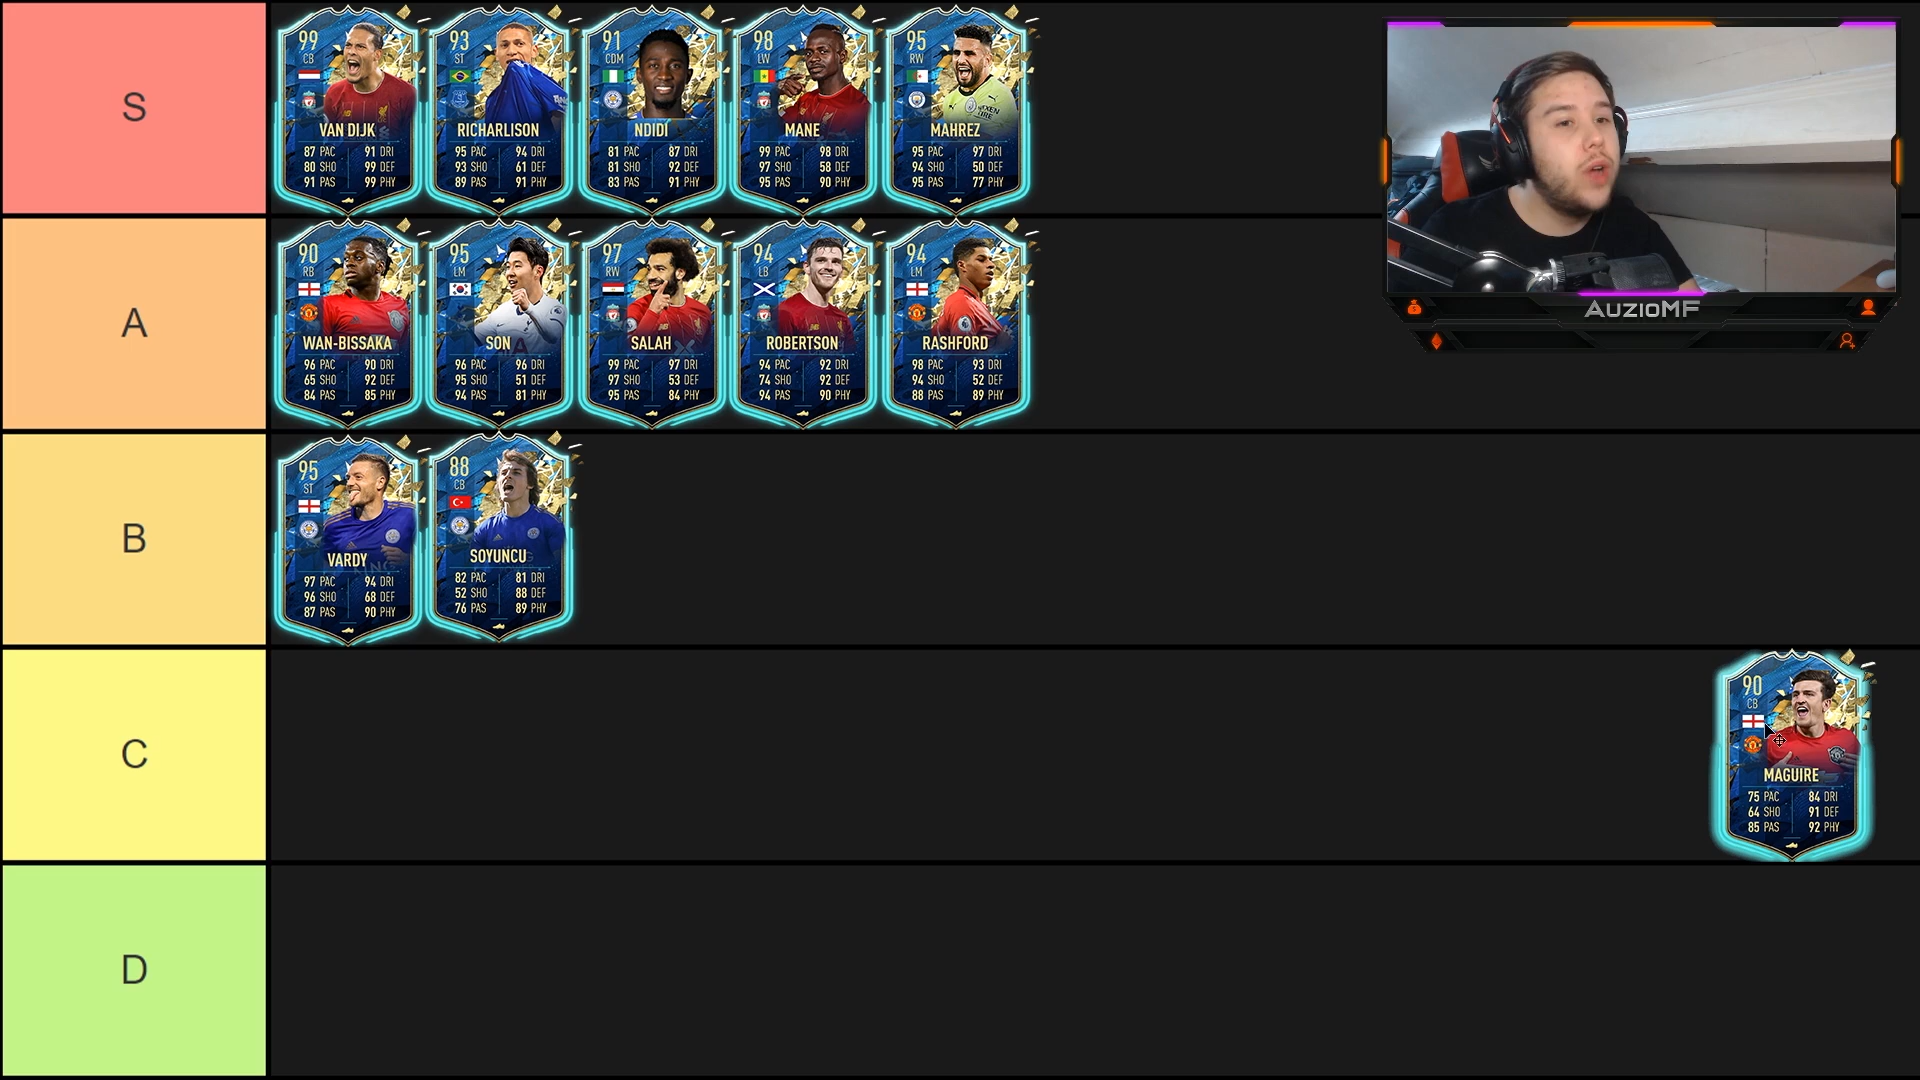 S
99
CB
VAN DIJK
87 PAC 91 DRI
80 SHO 99 DEF
91 PAS 99 PHY
93
ST
RICHARLISON
95 PAC 94 DRI
93 SHO 61 DEF
89 PAS 91 PHY
91
CDM
NDIDI
81 PAC 87 DRI
81 SHO 92 DEF
83 PAS 91 PHY
98
LW
MANE
99 PAC 98 DRI
97 SHO 58 DEF
95 PAS 90 PHY
95
RW
MAHREZ
95 PAC 97 DRI
94 SHO 50 DEF
95 PAS 77 PHY
AUZIOMF
A
90
RB
WAN-BISSAKA
96 PAC 90 DRI
65 SHO 92 DEF
84 PAS 85 PHY
95
LM
SON
96 PAC 96 DRI
95 SHO 51 DEF
94 PAS 81 PHY
97
RW
SALAH
99 PAC 97 DRI
97 SHO 53 DEF
95 PAS 84 PHY
94
LB
ROBERTSON
94 PAC 92 DRI
74 SHO 92 DEF
94 PAS 90 PHY
94
LM
RASHFORD
98 PAC 93 DRI
94 SHO 52 DEF
88 PAS 89 PHY
B
95
ST
VARDY
97 PAC 94 DRI
96 SHO 68 DEF
87 PAS 90 PHY
88
CB
SOYUNCU
82 PAC 81 DRI
52 SHO 88 DEF
76 PAS 89 PHY
C
90
CB
MAGUIRE
75 PAC 84 DRI
64 SHO 91 DEF
85 PAS 92 PHY
D